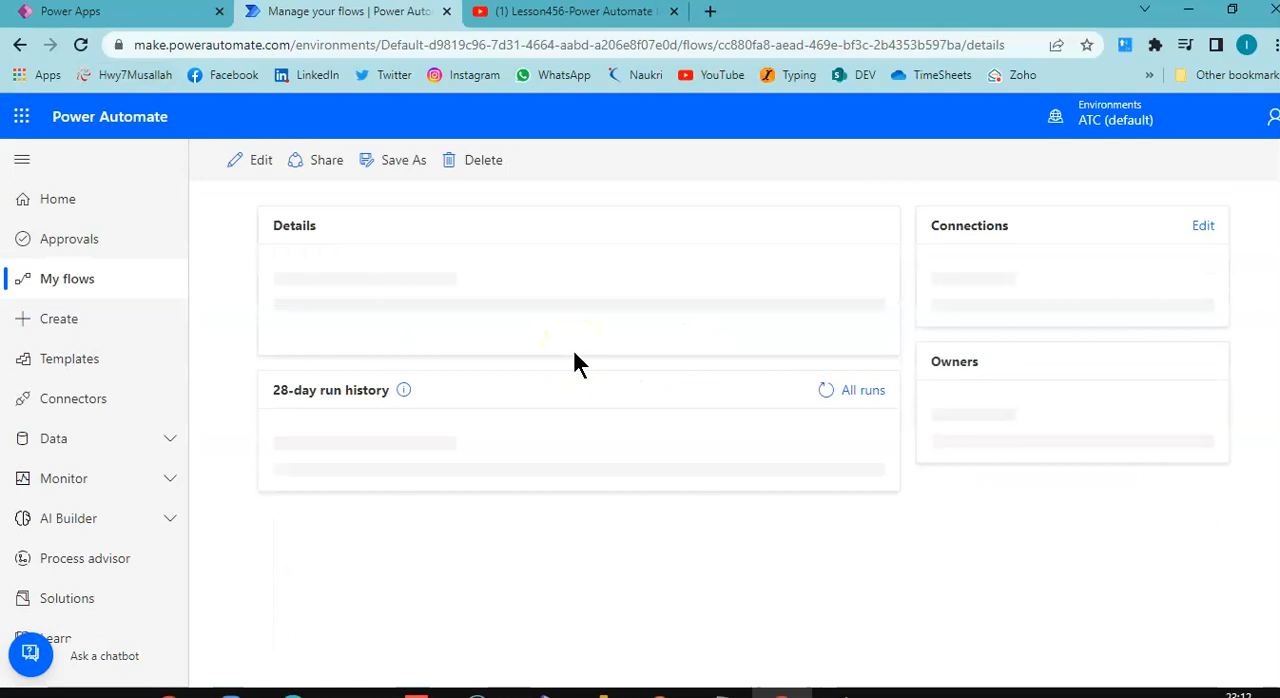 Power Apps
Manage your flows | Power Auto
(1) Lesson456-Power Automate
make.powerautomate.com/environments/Default-d9819c96-7d31-4664-aabd-a206e8f07e0d/flows/cc880fa8-aead-469e-bf3c-2b4353b597ba/details
Apps
Hwy7Musallah
Facebook
LinkedIn
Twitter
Instagram
WhatsApp
Naukri
YouTube
Typing
DEV
TimeSheets
Zoho
»
Other bookmark
Power Automate
Environments
ATC (default)
Edit
Share
Save As
Delete
Home
Approvals
My flows
Create
Templates
Connectors
Data
Monitor
AI Builder
Process advisor
Solutions
Learn
Ask a chatbot
Details
Connections
Edit
28-day run history
All runs
Owners